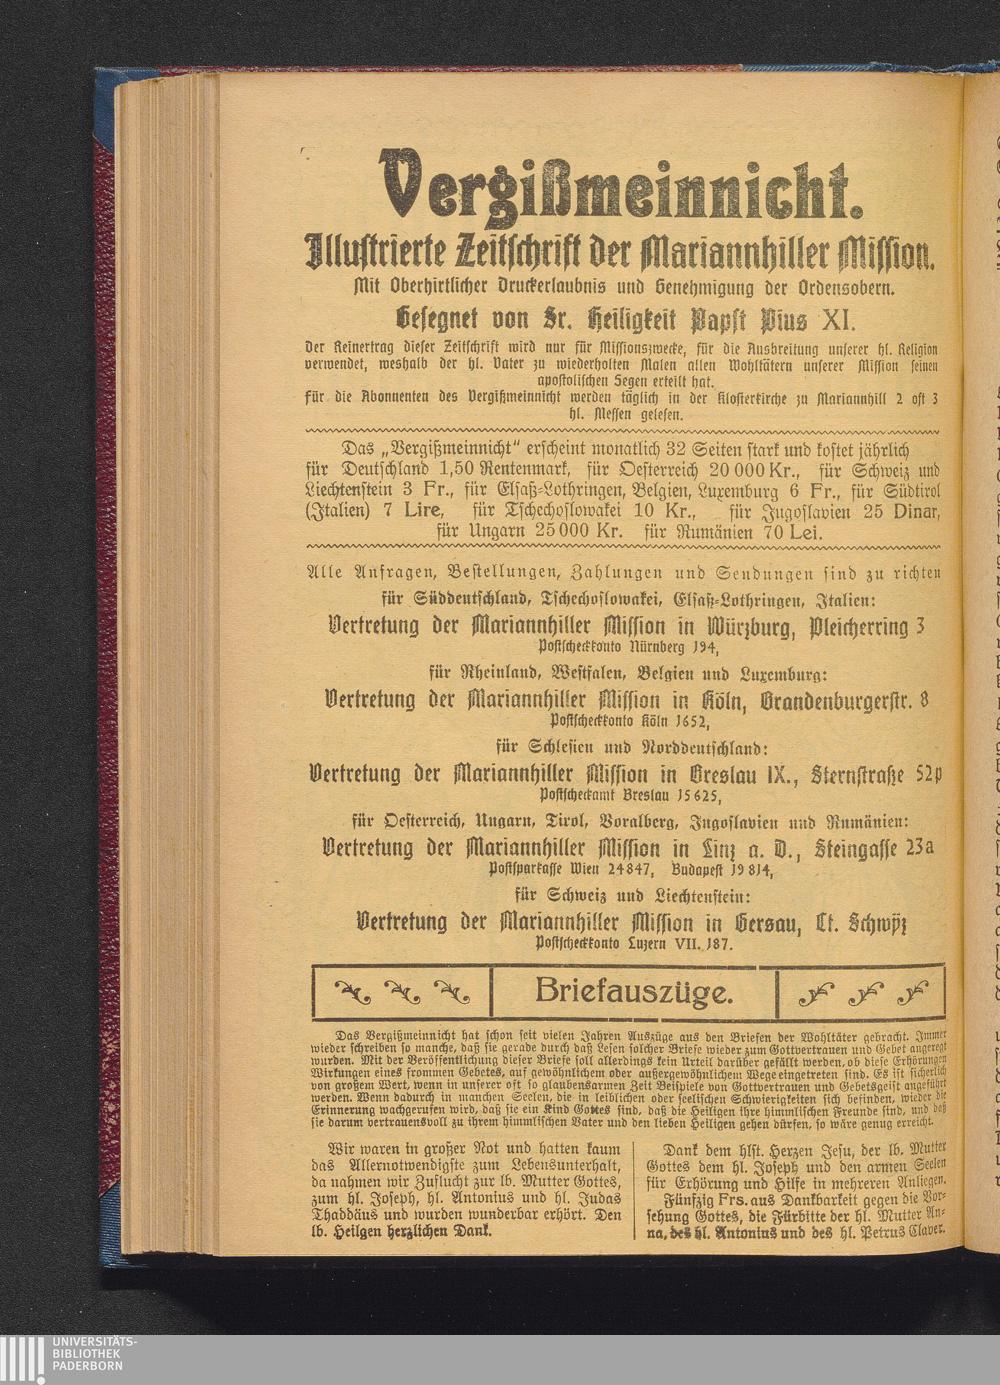 Vergißmeinnicht.
Illustrierte Zeitschrift der Mariannhiller Mission.
Mit Oberhirtlicher Druckerlaubnis und Genehmigung der Ordensobern.
Gesegnet von Sr. Heiligkeit Papst Pius XI.
Der Reinertrag dieser Zeitschrift wird nur für Missionszwecke, für die Ausbreitung unserer hl. Religion
verwendet, weshalb der hl. Vater zu wiederholten Malen allen Wohltätern unserer Mission seinen
apostolischen Segen erteilt hat.
Für die Abonnenten des Vergißmeinnicht werden täglich in der Klosterkirche zu Mariannhill 2 oft 3
hl. Messen gelesen.
Das „Vergißmeinnicht“ erscheint monatlich 32 Seiten stark und kostet jährlich
für Deutschland 1,50 Rentenmark, für Oesterreich 20 000 Kr., für Schweiz und
Liechtenstein 3 Fr., für Elsaß-Lothringen, Belgien, Luxemburg 6 Fr., für Südtirol
(Italien) 7 Lire, für Tschechoslowakei 10 Kr., für Jugoslavien 25 Dinar,
für Ungarn 25 000 Kr. für Rumänien 70 Lei.
Alle Anfragen, Bestellungen, Zahlungen und Sendungen sind zu richten
für Süddeutschland, Tschechoslowakei, Elsaß-Lothringen, Italien:
Vertretung der Mariannhiller Mission in Würzburg, Pleicherring 3
Postscheckkonto Nürnberg 194,
für Rheinland, Westfalen, Belgien und Luxemburg:
Vertretung der Mariannhiller Mission in Köln, Brandenburgerstr. 8
Postscheckkonto Köln 1652,
für Schlesien und Norddeutschland:
Vertretung der Mariannhiller Mission in Breslau IX., Sternstraße 52p
Postscheckamt Breslau 15625,
für Oesterreich, Ungarn, Tirol, Voralberg, Jugoslavien und Rumänien:
Vertretung der Mariannhiller Mission in Linz a. D., Steingasse 23a
Postsparkasse Wien 24847, Budapest 19814,
für Schweiz und Liechtenstein:
Vertretung der Mariannhiller Mission in Gersau, Ct. Schwÿz
Postscheckkonto Luzern VII. 187.
Briefauszüge.
Das Vergißmeinnicht hat schon seit vielen Jahren Auszüge aus den Briefen der Wohltäter gebracht. Immer
wieder schreiben so manche, daß sie gerade durch daß Lesen solcher Briefe wieder zum Gottvertrauen und Gebet angeregt
wurden. Mit der Veröffentlichung dieser Briefe soll allerdings kein Urteil darüber gefällt werden, ob diese Erhörungen
Wirkungen eines frommen Gebetes, auf gewöhnlichem oder außergewöhnlichem Wege eingetreten sind. Es ist sicherlich
von großem Wert, wenn in unserer oft so glaubensarmen Zeit Beispiele von Gottvertrauen und Gebetsgeist angeführt
werden. Wenn dadurch in manchen Seelen, die in leiblichen oder seelischen Schwierigkeiten sich befinden, wieder die
Erinnerung wachgerufen wird, daß sie ein Kind Gottes sind, daß die Heiligen ihre himmlischen Freunde sind, und daß
sie darum vertrauensvoll zu ihrem himmlischen Vater und den lieben Heiligen gehen dürfen, so wäre genug erreicht.
Wir waren in großer Not und hatten kaum
das Allernotwendigste zum Lebensunterhalt,
da nahmen wir Zuflucht zur lb. Mutter Gottes,
zum hl. Joseph, hl. Antonius und hl. Judas
Thaddäus und wurden wunderbar erhört. Den
lb. Heilgen herzlichen Dank.
Dank dem hlst. Herzen Jesu, der lb. Mutter
Gottes dem hl. Joseph und den armen Seelen
für Erhörung und Hilfe in mehreren Anliegen.
Fünfzig Frs. aus Dankbarkeit gegen die Vor-
sehung Gottes, die Fürbitte der hl. Mutter An-
na, des hl. Antonius und des hl. Petrus Claver.
UNIVERSITÄTS-
BIBLIOTHEK
PADERBORN